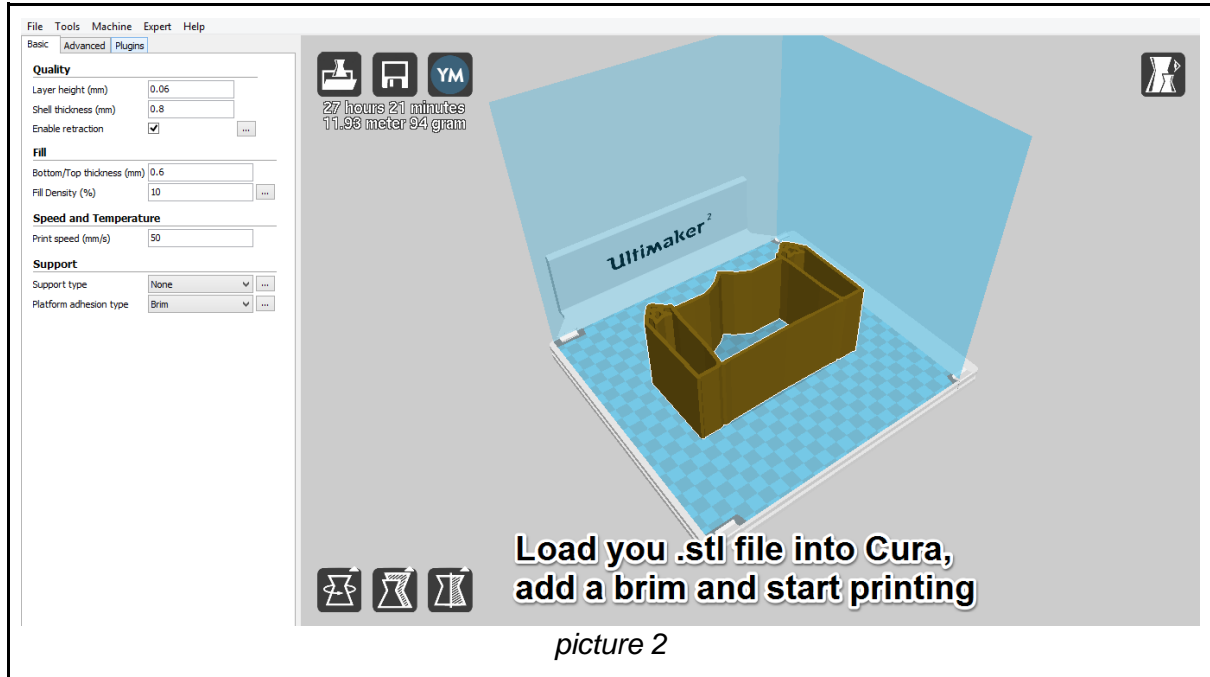 File Tools Machine Expert Help
Basic Advanced Plugins
Quality
Layer height (mm) 0.06
Shell thickness (mm) 0.8
Enable retraction ...
Fill
Bottom/Top thickness (mm) 0.6
Fill Density (%) 10 ...
Speed and Temperature
Print speed (mm/s) 50
Support
Support type None ...
Platform adhesion type Brim ...
YM
27 hours 21 minutes
11.93 meter 94 gram
Ultimaker²
Load you .stl file into Cura,
add a brim and start printing
picture 2